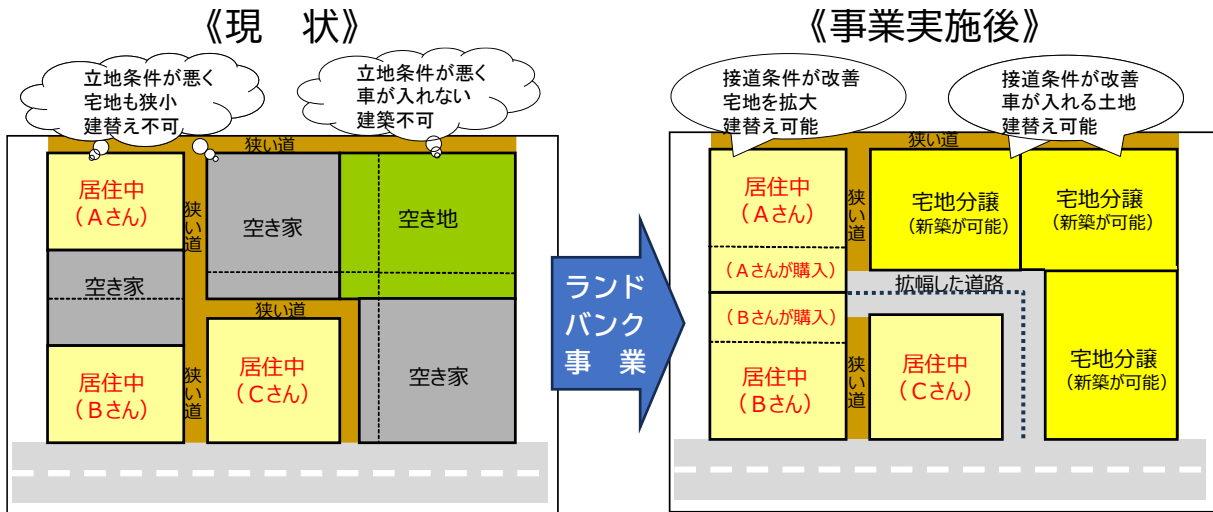 《現　状》
立地条件が悪く
宅地も狭小
建替え不可
立地条件が悪く
車が入れない
建築不可
狭い道
居住中
（Ａさん）
狭い道
空き家
空き地
空き家
狭い道
居住中
（Ｂさん）
狭い道
居住中
（Ｃさん）
空き家
ランド
バンク
事　業
《事業実施後》
接道条件が改善
宅地を拡大
建替え可能
接道条件が改善
車が入れる土地
建替え可能
狭い道
居住中
（Ａさん）
狭い道
宅地分譲
（新築が可能）
宅地分譲
（新築が可能）
（Ａさんが購入）
拡幅した道路
（Ｂさんが購入）
居住中
（Ｂさん）
狭い道
居住中
（Ｃさん）
宅地分譲
（新築が可能）